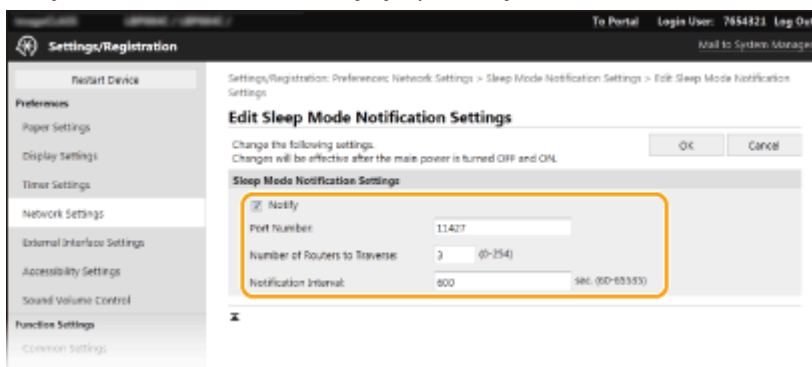 To Portal Login User: 7654321 Log Out
Settings/Registration
Mail to System Manager
Restart Device
Settings/Registration: Preferences: Network Settings > Sleep Mode Notification Settings > Edit Sleep Mode Notification
Settings
Preferences
Edit Sleep Mode Notification Settings
Paper Settings
Change the following settings.
Changes will be effective after the main power is turned OFF and ON.
OK Cancel
Display Settings
Timer Settings
Sleep Mode Notification Settings
Notify
Network Settings
Port Number: 11427
External Interface Settings
Number of Routers to Traverse: 3 (0-254)
Accessibility Settings
Notification Interval: 600 sec. (60-65535)
Sound Volume Control
Function Settings
Common Settings